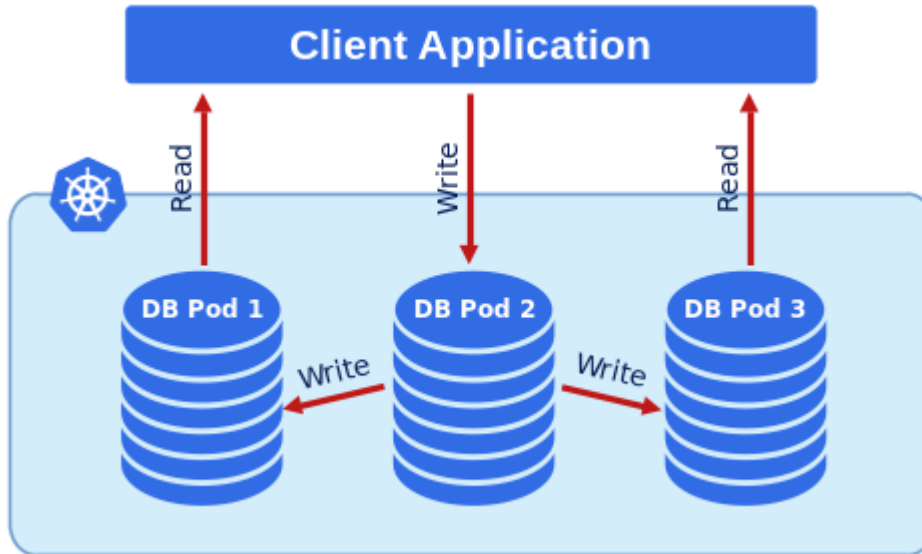 Client Application
Read
Write
Read
DB Pod 1
DB Pod 2
DB Pod 3
Write
Write